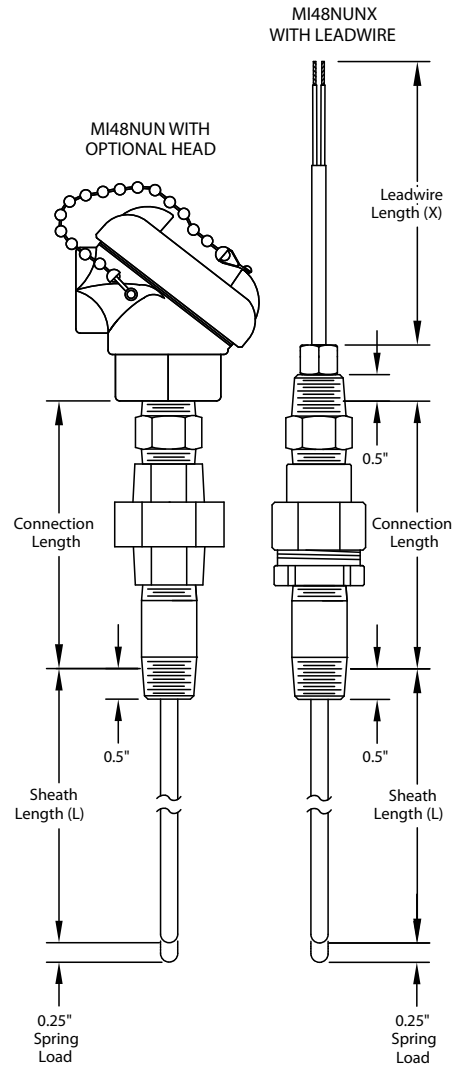 MI48NUNX
WITH LEADWIRE
MI48NUN WITH
OPTIONAL HEAD
Leadwire
Length (X)
0.5"
Connection
Length
Connection
Length
0.5"
0.5"
Sheath
Length (L)
Sheath
Length (L)
0.25"
Spring
Load
0.25"
Spring
Load